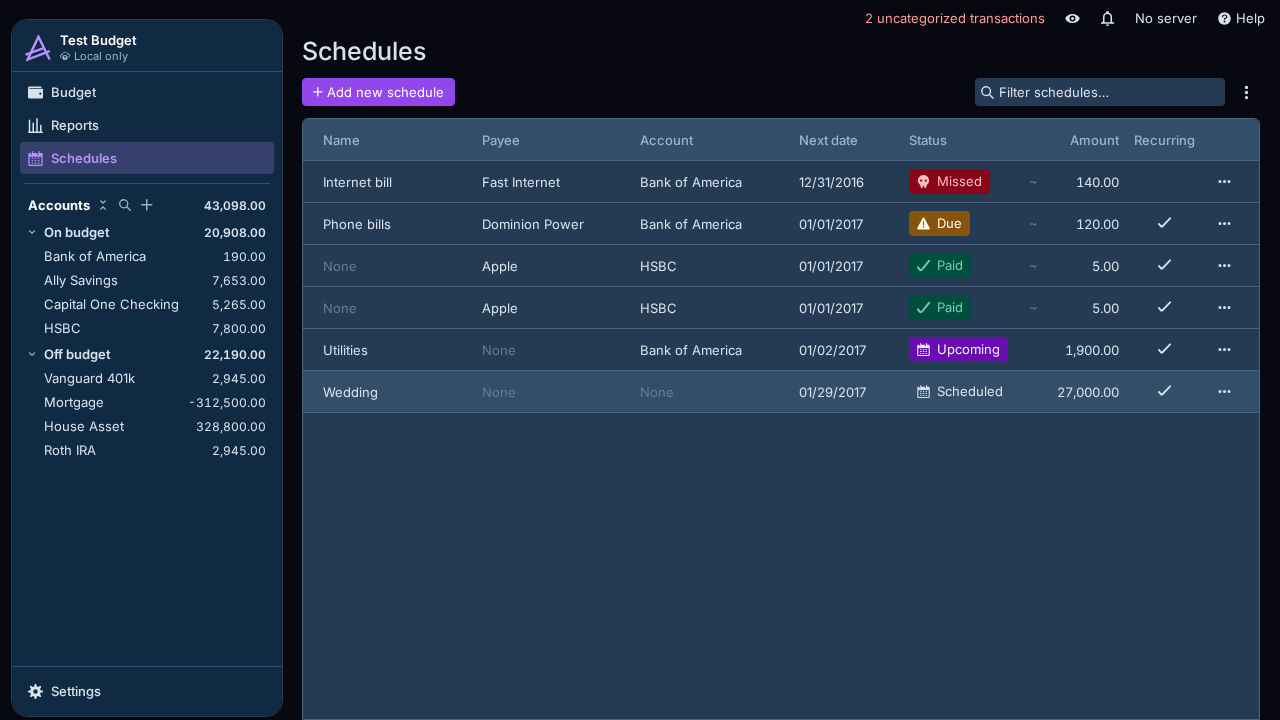 2 uncategorized transactions
No server
Help
Test Budget
Local only
Budget
Reports
Schedules
Accounts 43,098.00
On budget 20,908.00
Bank of America 190.00
Ally Savings 7,653.00
Capital One Checking 5,265.00
HSBC 7,800.00
Off budget 22,190.00
Vanguard 401k 2,945.00
Mortgage -312,500.00
House Asset 328,800.00
Roth IRA 2,945.00
Settings
Schedules
+ Add new schedule
Filter schedules...
Name Payee Account Next date Status Amount Recurring
Internet bill Fast Internet Bank of America 12/31/2016 Missed ~ 140.00
Phone bills Dominion Power Bank of America 01/01/2017 Due ~ 120.00
None Apple HSBC 01/01/2017 Paid ~ 5.00
None Apple HSBC 01/01/2017 Paid ~ 5.00
Utilities None Bank of America 01/02/2017 Upcoming 1,900.00
Wedding None None 01/29/2017 Scheduled 27,000.00